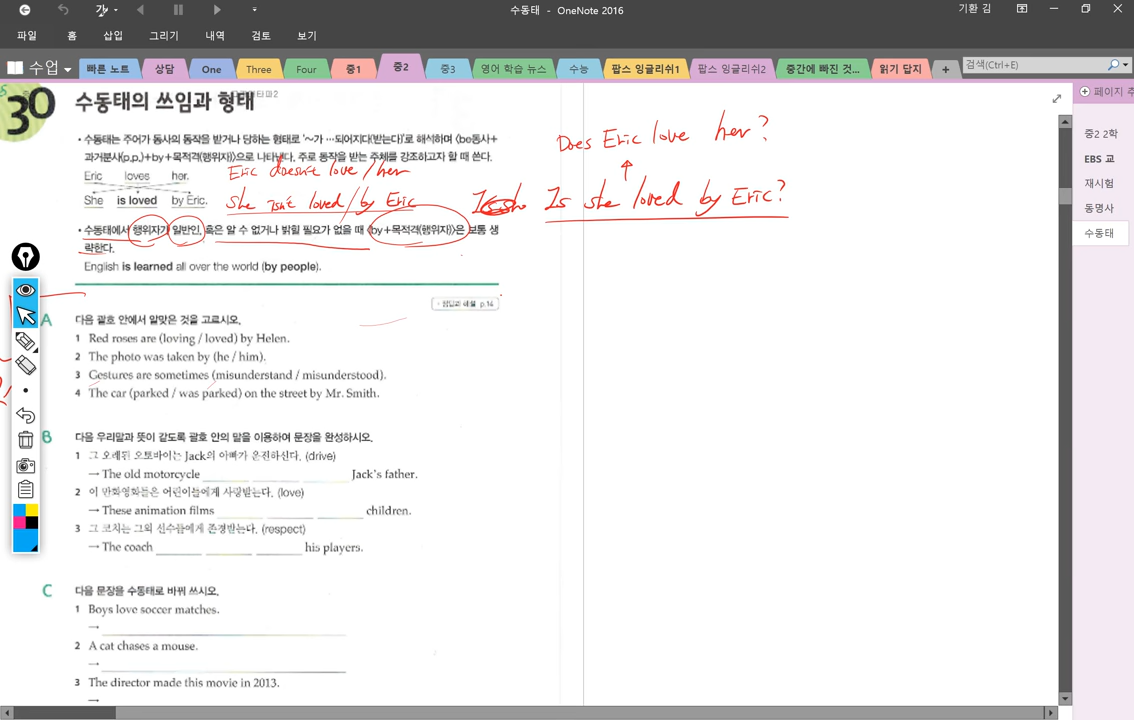 수동태 - OneNote 2016
기환 김
파일 홈 삽입 그리기 내역 검토 보기
수업 빠른 노트 상담 One Three Four 중1 중2 중3 영어 학습 뉴스 수능 팝스 잉글리쉬1 팝스 잉글리쉬2 중간에 빠진 것... 읽기 답지 +
검색(Ctrl+E)
페이지 추
중2 2학
EBS 교
재시험
동명사
수동태
30 수동태의 쓰임과 형태
• 수동태는 주어가 동사의 동작을 받거나 당하는 형태로 '~가 …되어지다(받는다)'로 해석하며 〈be동사+
과거분사(p.p.)+by+목적격(행위자)〉으로 나타낸다. 주로 동작을 받는 주체를 강조하고자 할 때 쓴다.
Eric loves her.
She is loved by Eric.
Eric doesn't love / her
She isn't loved / by Eric
Does Eric love her?
Is she loved by Eric?
• 수동태에서 행위자가 일반인, 혹은 알 수 없거나 밝힐 필요가 없을 때 〈by+목적격(행위자)〉은 보통 생
략한다.
English is learned all over the world (by people).
정답과 해설 p.14
A 다음 괄호 안에서 알맞은 것을 고르시오.
1 Red roses are (loving / loved) by Helen.
2 The photo was taken by (he / him).
3 Gestures are sometimes (misunderstand / misunderstood).
4 The car (parked / was parked) on the street by Mr. Smith.
B 다음 우리말과 뜻이 같도록 괄호 안의 말을 이용하여 문장을 완성하시오.
1 그 오래된 오토바이는 Jack의 아빠가 운전하신다. (drive)
→ The old motorcycle ____ ____ ____ Jack's father.
2 이 만화영화들은 어린이들에게 사랑받는다. (love)
→ These animation films ____ ____ ____ children.
3 그 코치는 그의 선수들에게 존경받는다. (respect)
→ The coach ____ ____ ____ his players.
C 다음 문장을 수동태로 바꿔 쓰시오.
1 Boys love soccer matches.
→
2 A cat chases a mouse.
→
3 The director made this movie in 2013.
→